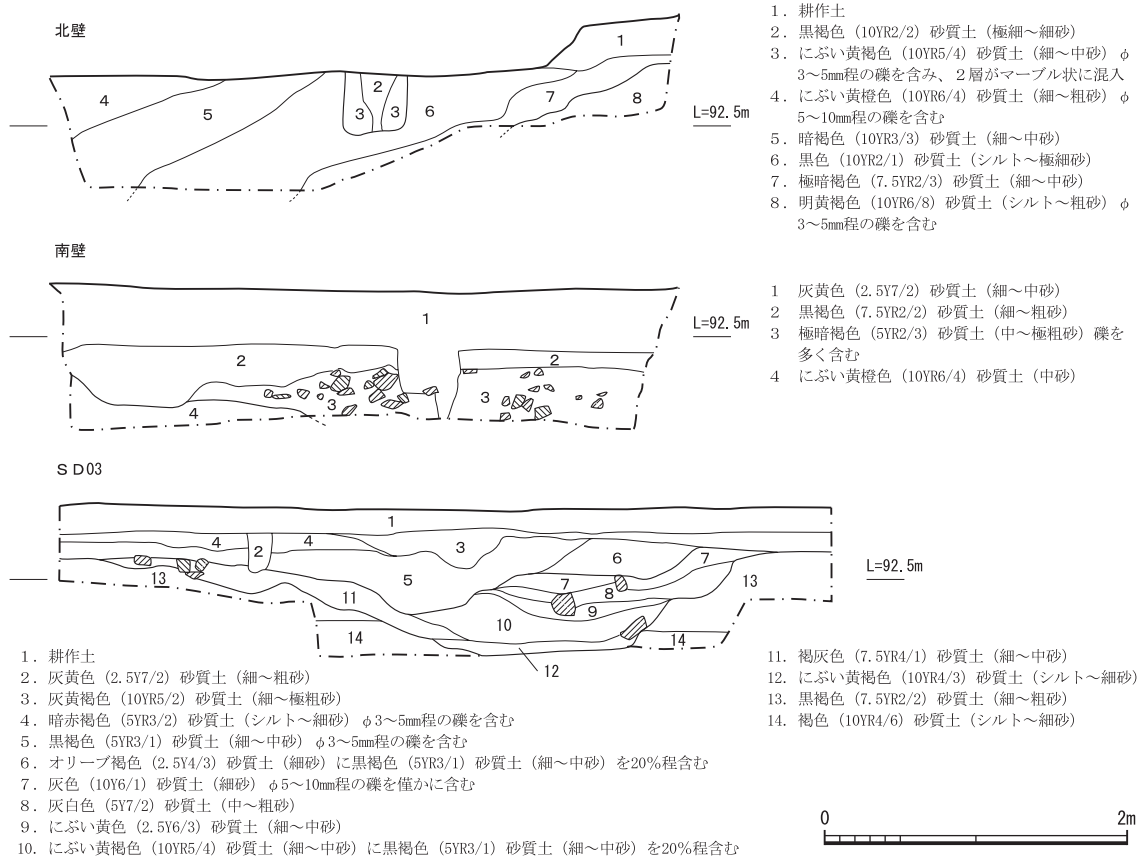 北壁
1
2
3
3
4
5
6
7
8
L=92.5m
1．耕作土
2．黒褐色（10YR2/2）砂質土（極細～細砂）
3．にぶい黄褐色（10YR5/4）砂質土（細～中砂）φ
3～5mm程の礫を含み、２層がマーブル状に混入
4．にぶい黄橙色（10YR6/4）砂質土（細～粗砂）φ
5～10mm程の礫を含む
5．暗褐色（10YR3/3）砂質土（細～中砂）
6．黒色（10YR2/1）砂質土（シルト～極細砂）
7．極暗褐色（7.5YR2/3）砂質土（細～中砂）
8．明黄褐色（10YR6/8）砂質土（シルト～粗砂）φ
3～5mm程の礫を含む
南壁
1
2
2
3
3
4
L=92.5m
1　灰黄色（2.5Y7/2）砂質土（細～中砂）
2　黒褐色（7.5YR2/2）砂質土（細～粗砂）
3　極暗褐色（5YR2/3）砂質土（中～極粗砂）礫を
多く含む
4　にぶい黄橙色（10YR6/4）砂質土（中砂）
ＳＤ03
1
4
2
4
3
6
7
5
7
8
9
13
13
11
10
14
14
12
L=92.5m
1．耕作土
2．灰黄色（2.5Y7/2）砂質土（細～粗砂）
3．灰黄褐色（10YR5/2）砂質土（細～極粗砂）
4．暗赤褐色（5YR3/2）砂質土（シルト～細砂）φ3～5mm程の礫を含む
5．黒褐色（5YR3/1）砂質土（細～中砂）φ3～5mm程の礫を含む
6．オリーブ褐色（2.5Y4/3）砂質土（細砂）に黒褐色（5YR3/1）砂質土（細～中砂）を20％程含む
7．灰色（10Y6/1）砂質土（細砂）φ5～10mm程の礫を僅かに含む
8．灰白色（5Y7/2）砂質土（中～粗砂）
9．にぶい黄色（2.5Y6/3）砂質土（細～中砂）
10．にぶい黄褐色（10YR5/4）砂質土（細～中砂）に黒褐色（5YR3/1）砂質土（細～中砂）を20％程含む
11．褐灰色（7.5YR4/1）砂質土（細～中砂）
12．にぶい黄褐色（10YR4/3）砂質土（シルト～細砂）
13．黒褐色（7.5YR2/2）砂質土（細～粗砂）
14．褐色（10YR4/6）砂質土（シルト～細砂）
0
2m